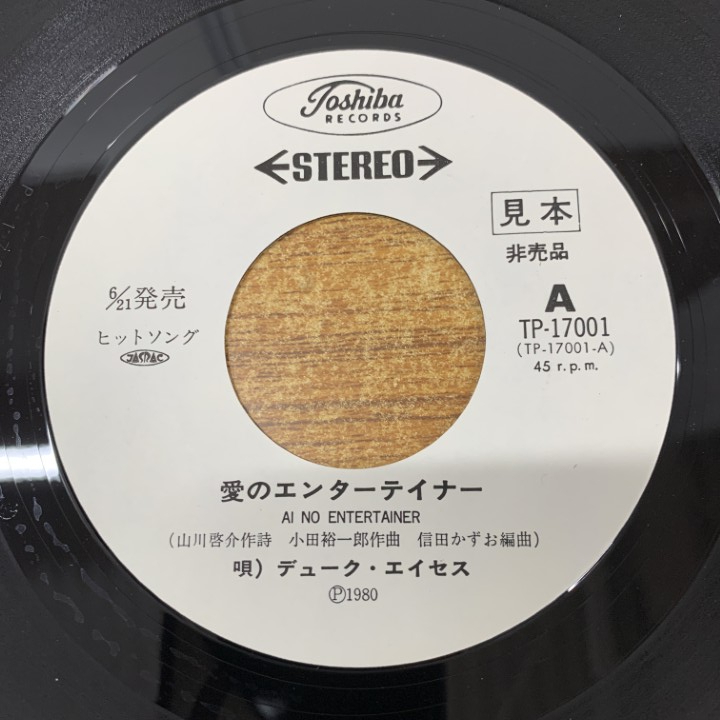 Toshiba
RECORDS
STEREO
見本
非売品
6/21発売
ヒットソング
JASRAC
A
TP-17001
(TP-17001-A)
45 r.p.m.
愛のエンターテイナー
AI NO ENTERTAINER
(山川啓介作詩 小田裕一郎作曲 信田かずお編曲)
唄) デューク・エイセス
Ⓟ1980